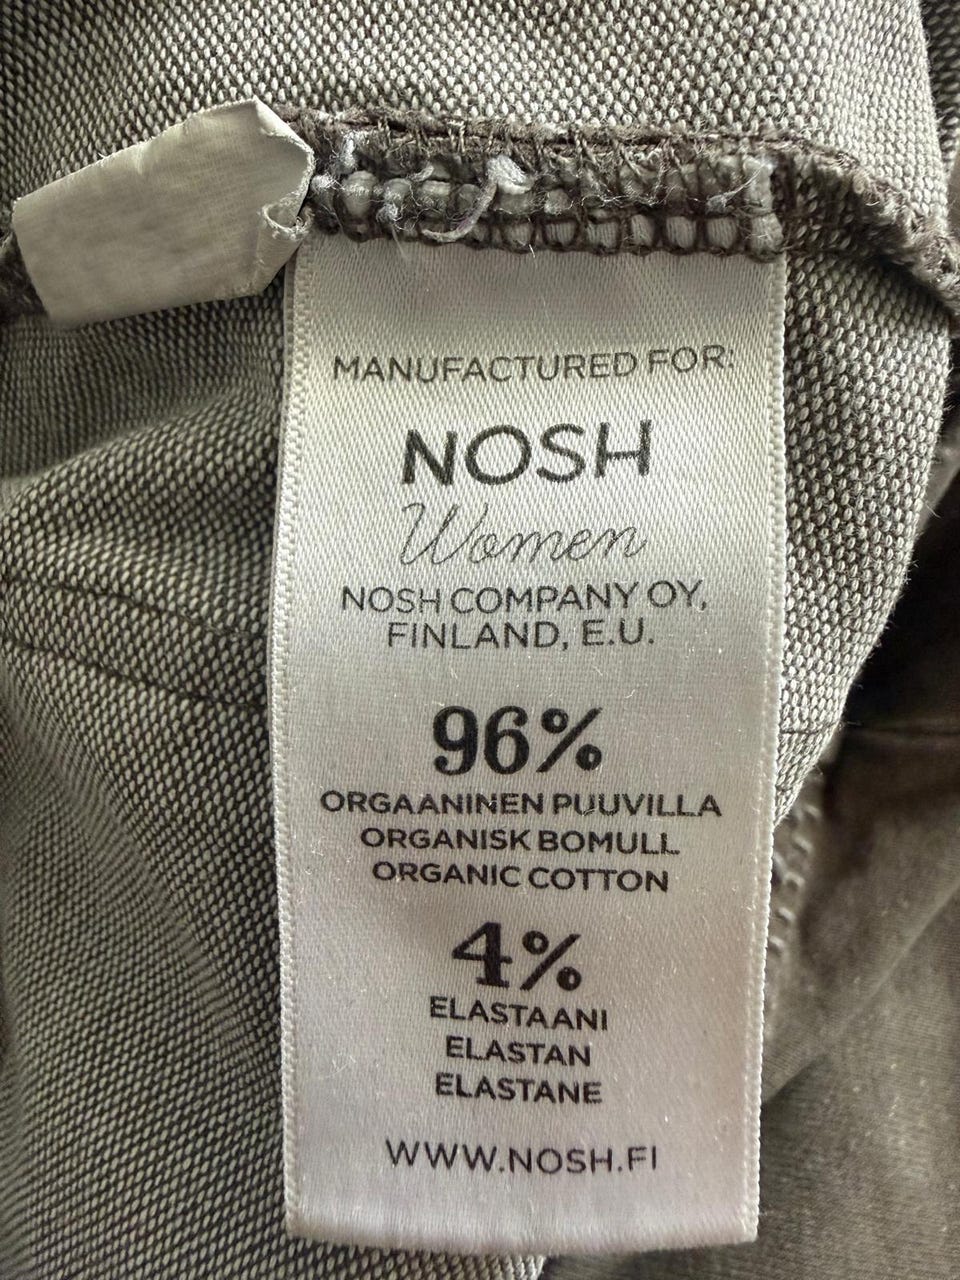 MANUFACTURED FOR:
NOSH
Women
NOSH COMPANY OY,
FINLAND, E.U.
96%
ORGAANINEN PUUVILLA
ORGANISK BOMULL
ORGANIC COTTON
4%
ELASTAANI
ELASTAN
ELASTANE
WWW.NOSH.FI